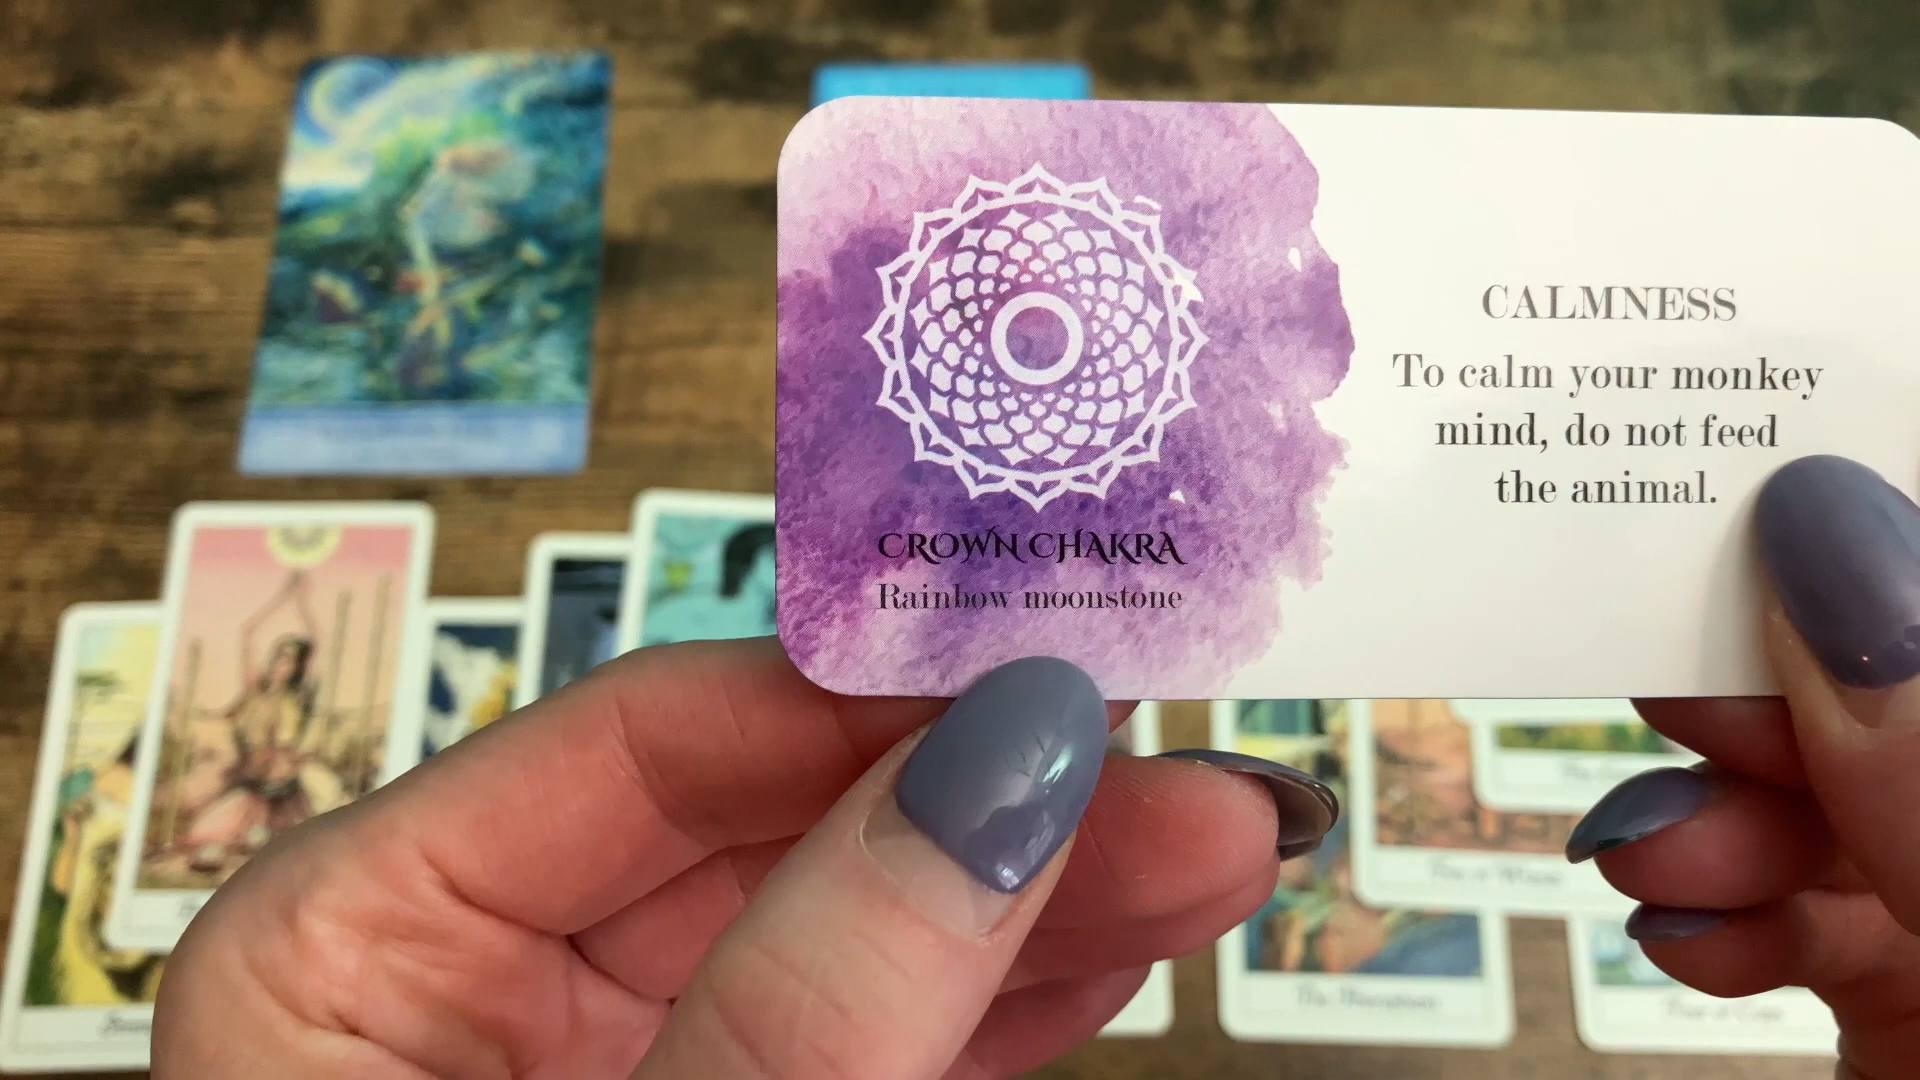 CALMNESS
To calm your monkey
mind, do not feed
the animal.
CROWN CHAKRA
Rainbow moonstone